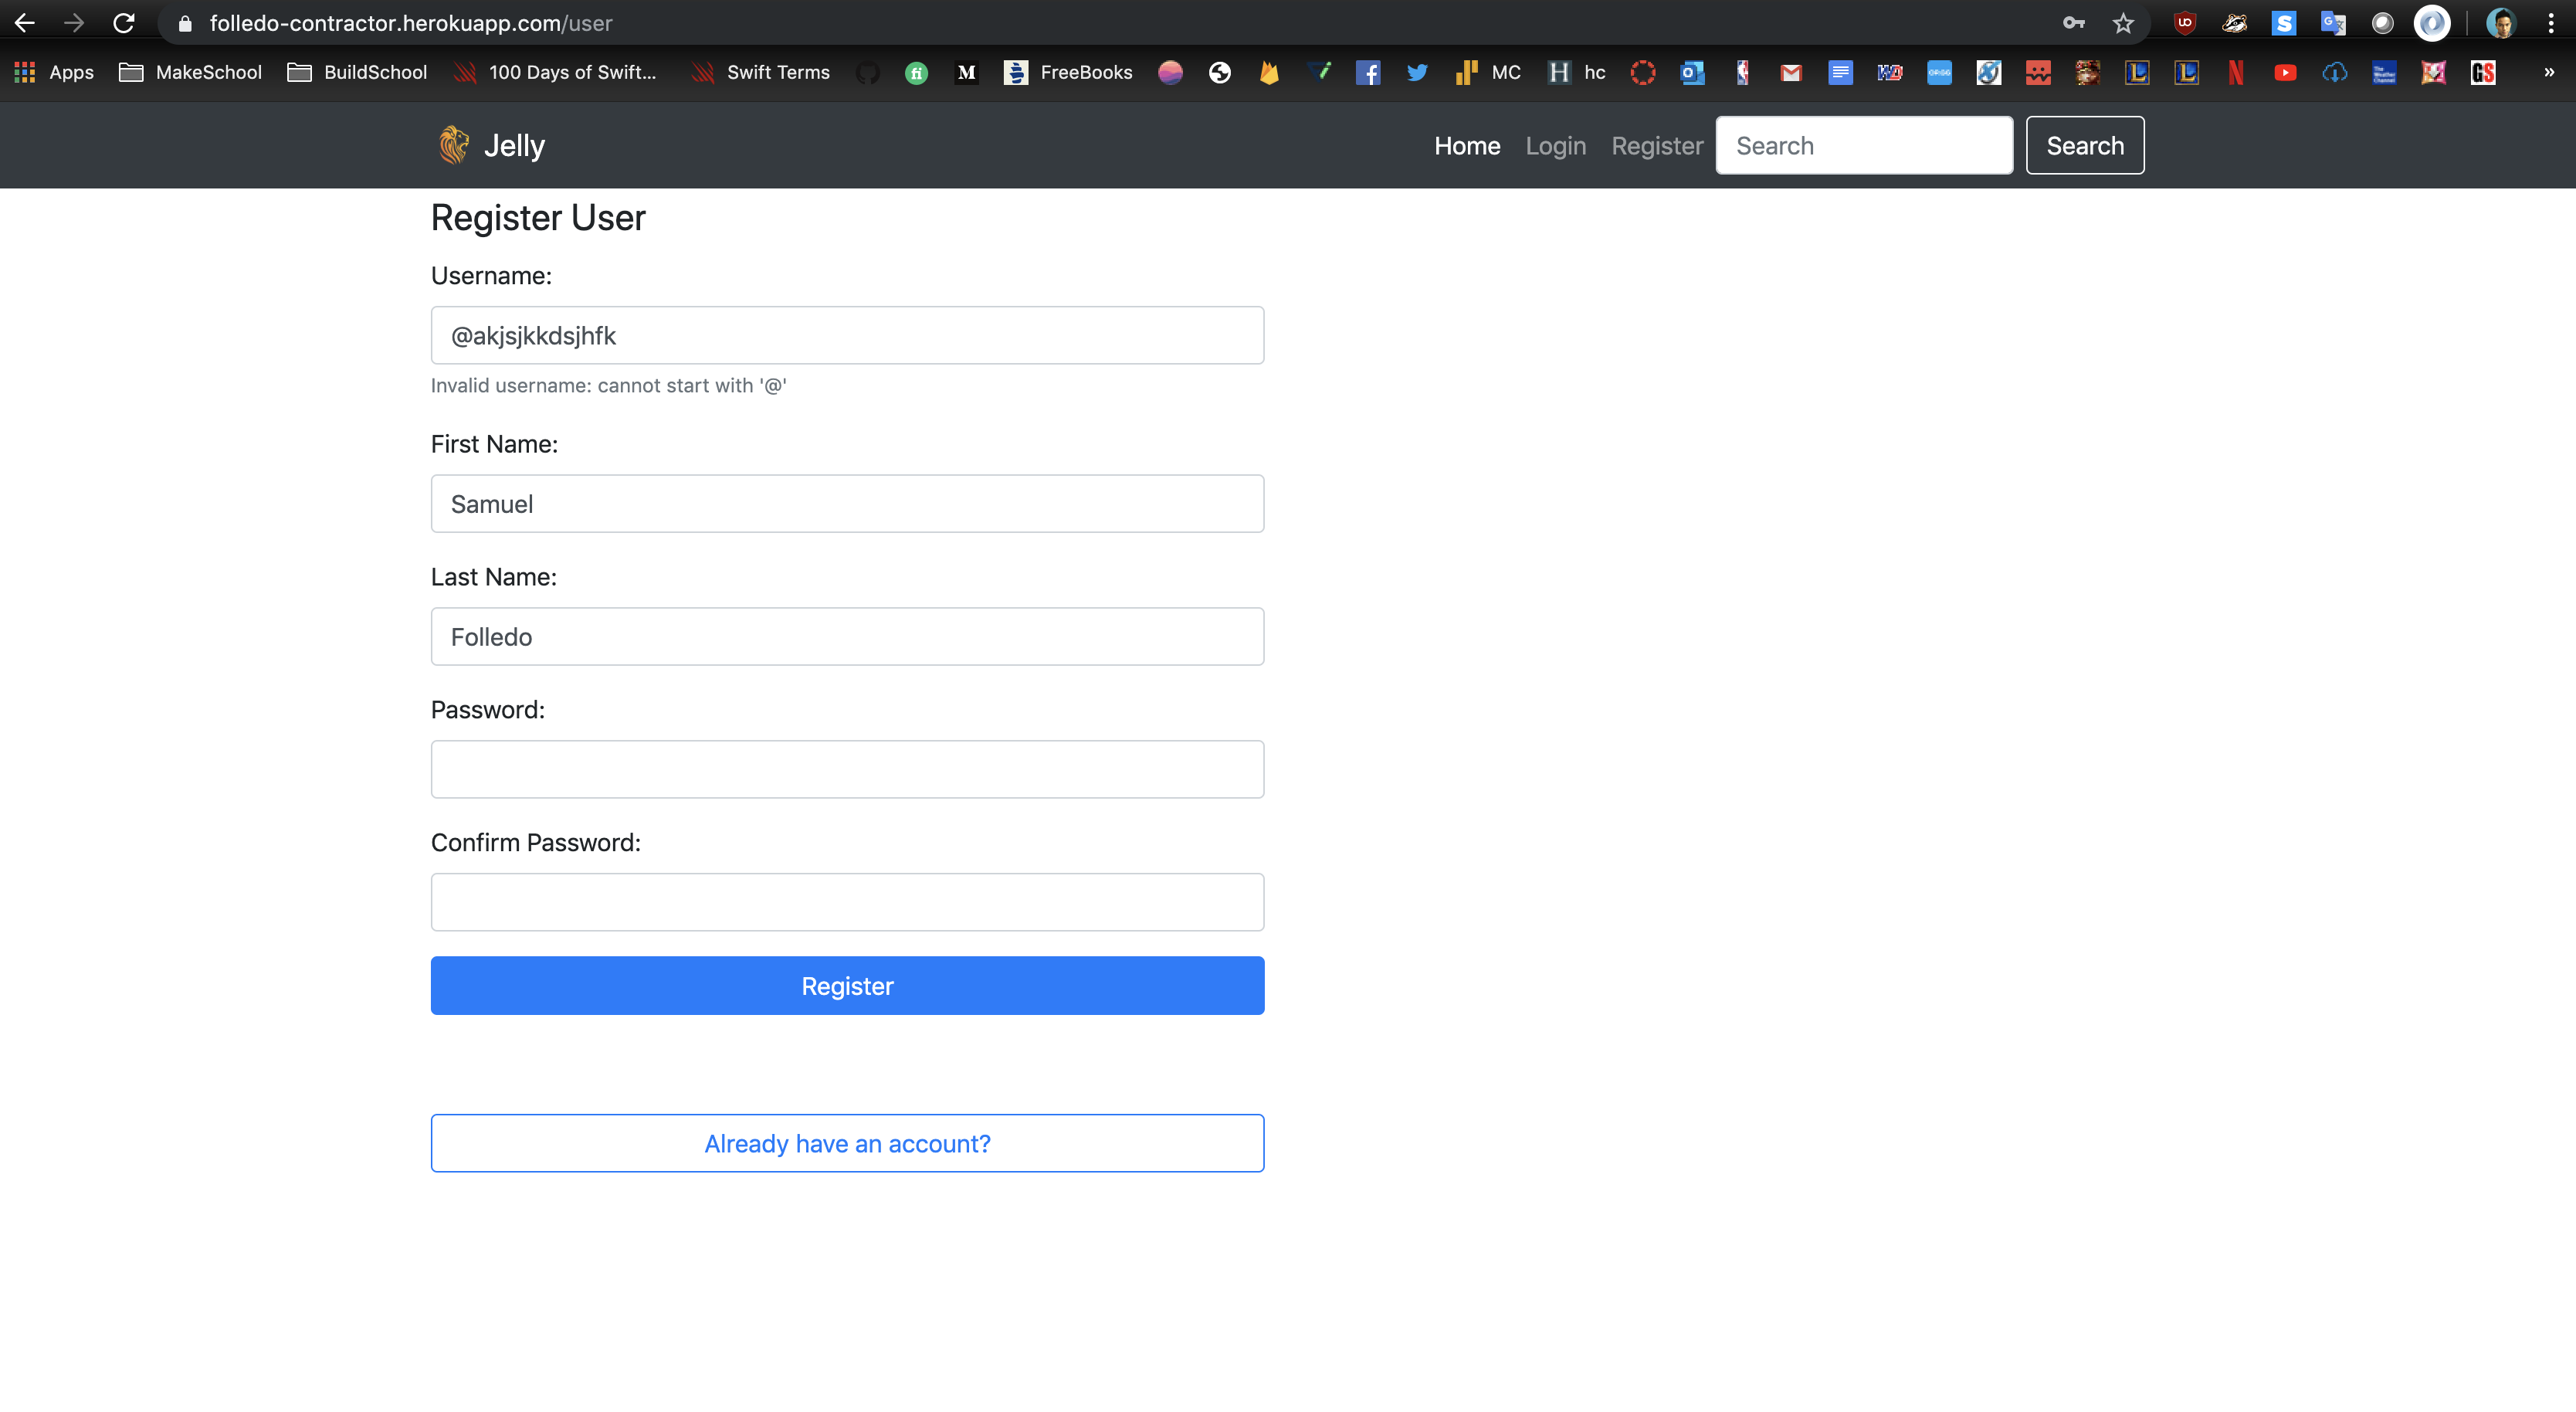 folledo-contractor.herokuapp.com/user
Apps MakeSchool BuildSchool 100 Days of Swift... Swift Terms fi M FreeBooks MC H hc GS »
Jelly Home Login Register Search Search
Register User
Username:
@akjsjkkdsjhfk
Invalid username: cannot start with '@'
First Name:
Samuel
Last Name:
Folledo
Password:
Confirm Password:
Register
Already have an account?